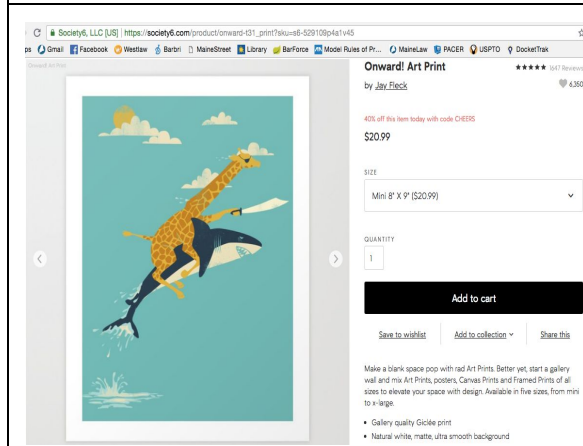 Society6, LLC [US] | https://society6.com/product/onward-t31_print?sku=s6-529109p4a1v45
ps Gmail Facebook Westlaw Barbri MaineStreet Library BarForce Model Rules of Pr... MaineLaw PACER USPTO DocketTrak
Onward! Art Print
Onward! Art Print ★★★★★ 1647 Reviews
by Jay Fleck 6,350
40% off this item today with code CHEERS
$20.99
SIZE
Mini 8" X 9" ($20.99)
QUANTITY
1
Add to cart
Save to wishlist Add to collection Share this
Make a blank space pop with rad Art Prints. Better yet, start a gallery
wall and mix Art Prints, posters, Canvas Prints and Framed Prints of all
sizes to elevate your space with design. Available in five sizes, from mini
to x-large.
• Gallery quality Giclée print
• Natural white, matte, ultra smooth background